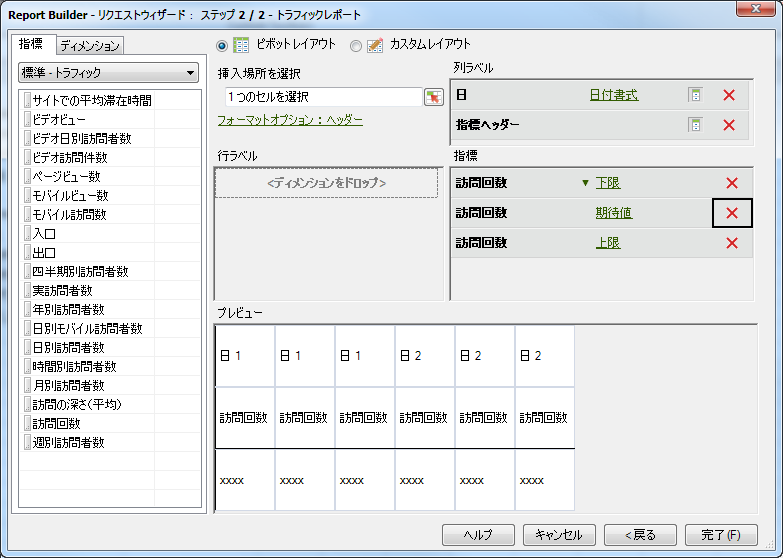 Report Builder - リクエストウィザード： ステップ 2 / 2 - トラフィックレポート
指標 ディメンション
標準 - トラフィック
サイトでの平均滞在時間
ビデオビュー
ビデオ日別訪問者数
ビデオ訪問件数
ページビュー数
モバイルビュー数
モバイル訪問数
入口
出口
四半期別訪問者数
実訪問者数
年別訪問者数
日別モバイル訪問者数
日別訪問者数
時間別訪問者数
月別訪問者数
訪問の深さ(平均)
訪問回数
週別訪問者数
ピボットレイアウト カスタムレイアウト
挿入場所を選択
1つのセルを選択
フォーマットオプション：ヘッダー
列ラベル
日 日付書式
指標ヘッダー
行ラベル
<ディメンションをドロップ>
指標
訪問回数 ▼ 下限
訪問回数 期待値
訪問回数 上限
プレビュー
日 1 日 1 日 1 日 2 日 2 日 2
訪問回数 訪問回数 訪問回数 訪問回数 訪問回数 訪問回数
xxxx xxxx xxxx xxxx xxxx xxxx
ヘルプ キャンセル <戻る 完了(F)